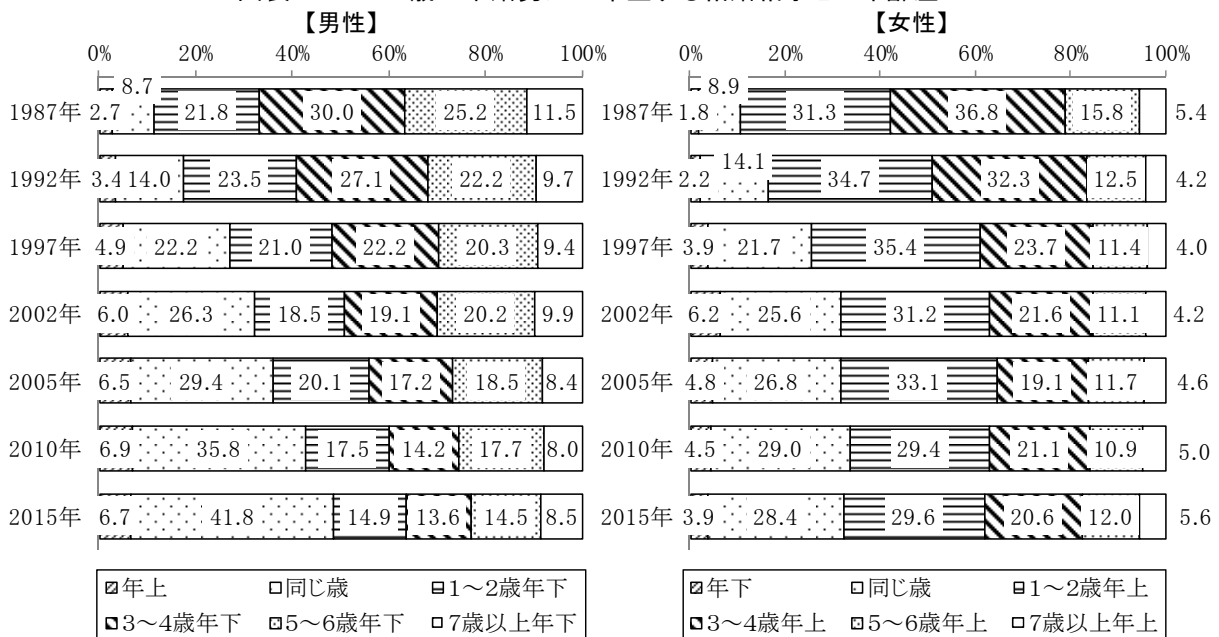 【男性】
【女性】
0% 20% 40% 60% 80% 100%
0% 20% 40% 60% 80% 100%
1987年 2.7 8.7 21.8 30.0 25.2 11.5
1987年 1.8 8.9 31.3 36.8 15.8 5.4
1992年 3.4 14.0 23.5 27.1 22.2 9.7
1992年 2.2 14.1 34.7 32.3 12.5 4.2
1997年 4.9 22.2 21.0 22.2 20.3 9.4
1997年 3.9 21.7 35.4 23.7 11.4 4.0
2002年 6.0 26.3 18.5 19.1 20.2 9.9
2002年 6.2 25.6 31.2 21.6 11.1 4.2
2005年 6.5 29.4 20.1 17.2 18.5 8.4
2005年 4.8 26.8 33.1 19.1 11.7 4.6
2010年 6.9 35.8 17.5 14.2 17.7 8.0
2010年 4.5 29.0 29.4 21.1 10.9 5.0
2015年 6.7 41.8 14.9 13.6 14.5 8.5
2015年 3.9 28.4 29.6 20.6 12.0 5.6
年上 同じ歳 1～2歳年下
3～4歳年下 5～6歳年下 7歳以上年下
年下 同じ歳 1～2歳年上
3～4歳年上 5～6歳年上 7歳以上年上